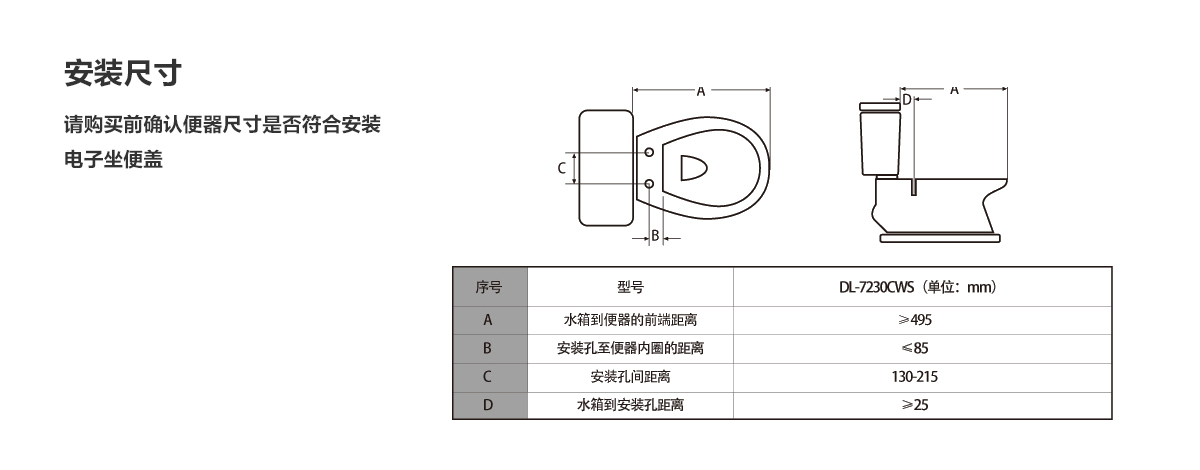 安装尺寸
请购买前确认便器尺寸是否符合安装
电子坐便盖
A
C
B
D
A
序号 型号 DL-7230CWS（单位：mm）
A 水箱到便器的前端距离 ≥495
B 安装孔至便器内圈的距离 ≤85
C 安装孔间距离 130-215
D 水箱到安装孔距离 ≥25